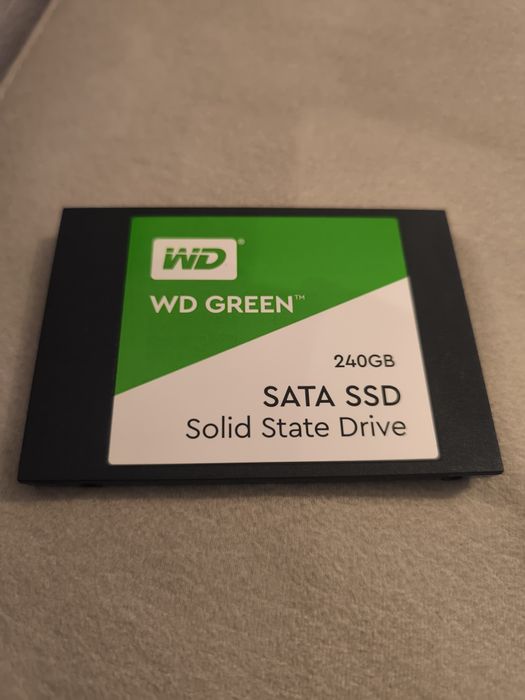 WD®
WD GREEN™
240GB
SATA SSD
Solid State Drive